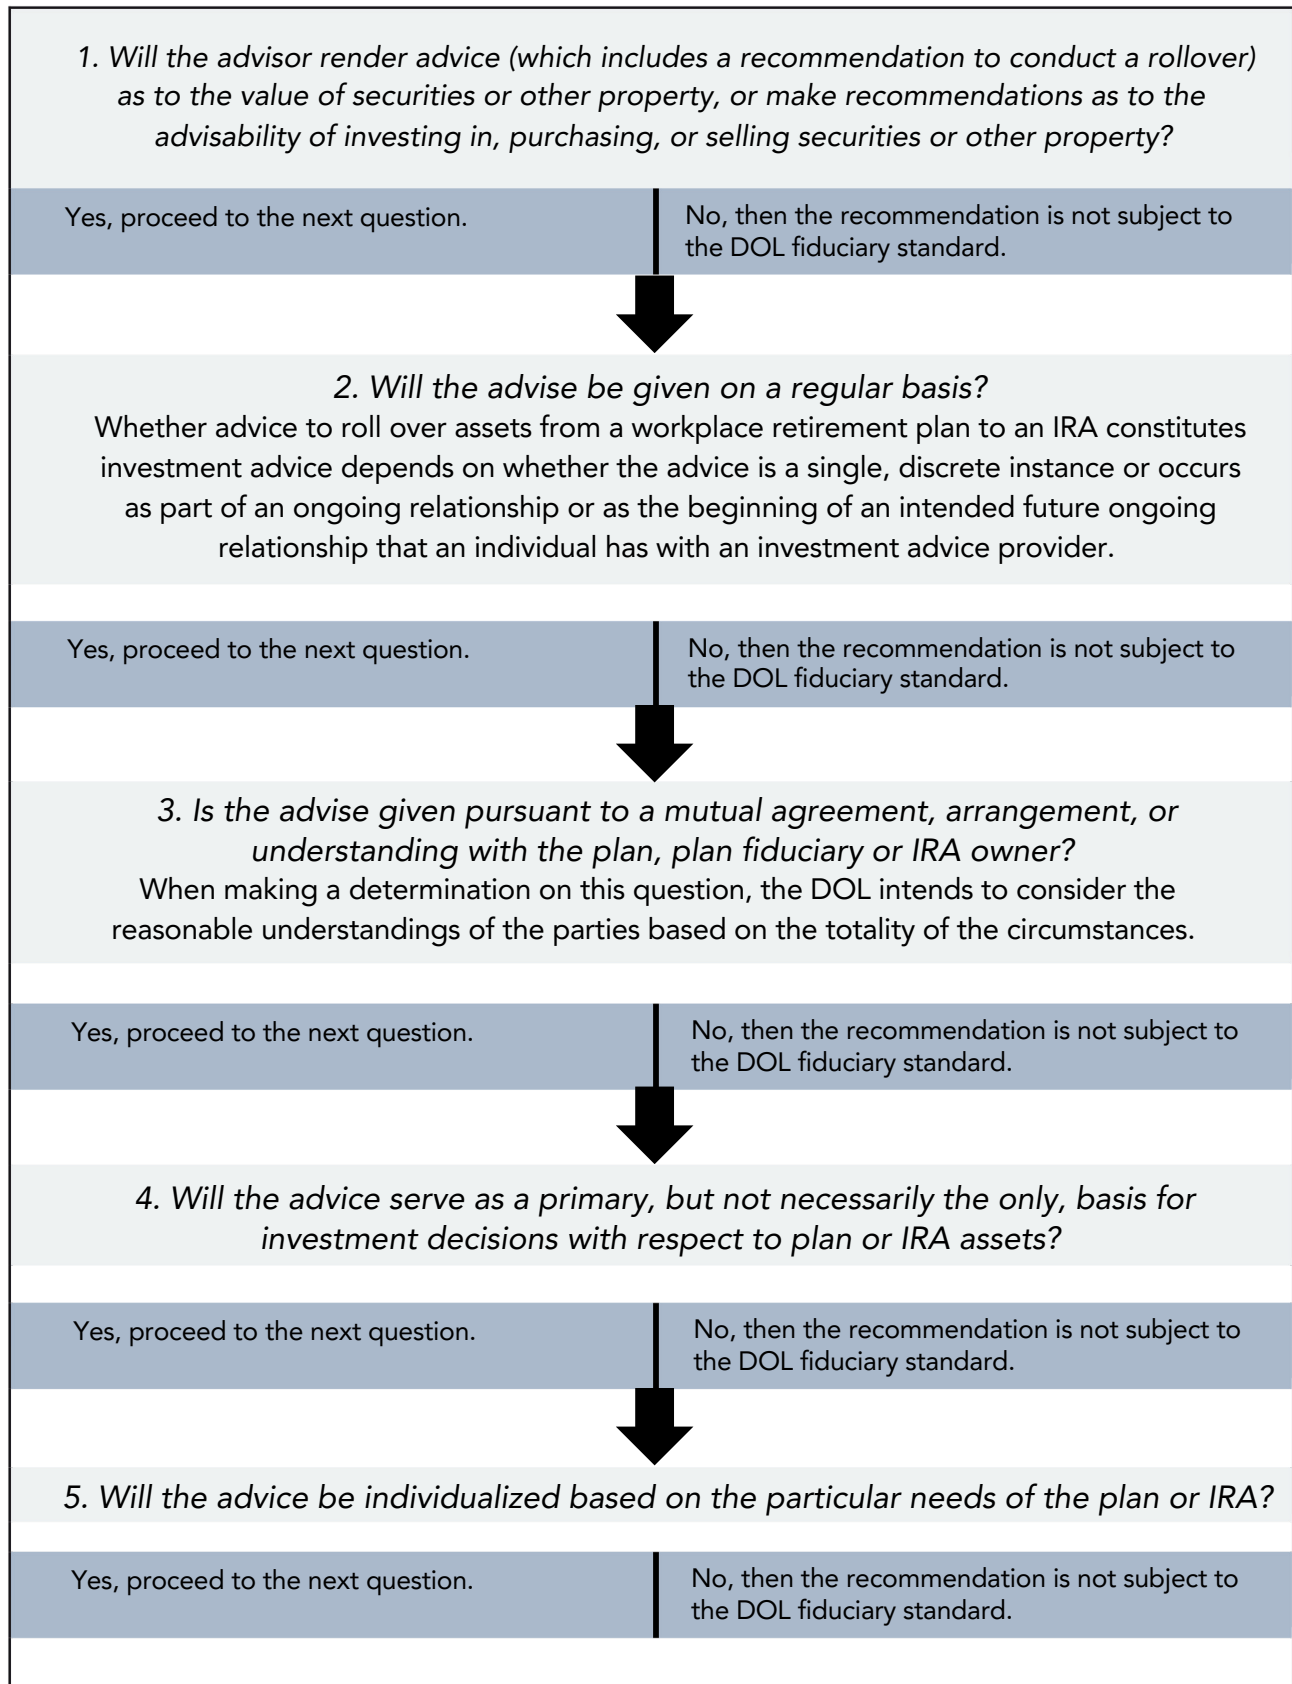 1. Will the advisor render advice (which includes a recommendation to conduct a rollover)
as to the value of securities or other property, or make recommendations as to the
advisability of investing in, purchasing, or selling securities or other property?
Yes, proceed to the next question.
No, then the recommendation is not subject to
the DOL fiduciary standard.
2. Will the advise be given on a regular basis?
Whether advice to roll over assets from a workplace retirement plan to an IRA constitutes
investment advice depends on whether the advice is a single, discrete instance or occurs
as part of an ongoing relationship or as the beginning of an intended future ongoing
relationship that an individual has with an investment advice provider.
Yes, proceed to the next question.
No, then the recommendation is not subject to
the DOL fiduciary standard.
3. Is the advise given pursuant to a mutual agreement, arrangement, or
understanding with the plan, plan fiduciary or IRA owner?
When making a determination on this question, the DOL intends to consider the
reasonable understandings of the parties based on the totality of the circumstances.
Yes, proceed to the next question.
No, then the recommendation is not subject to
the DOL fiduciary standard.
4. Will the advice serve as a primary, but not necessarily the only, basis for
investment decisions with respect to plan or IRA assets?
Yes, proceed to the next question.
No, then the recommendation is not subject to
the DOL fiduciary standard.
5. Will the advice be individualized based on the particular needs of the plan or IRA?
Yes, proceed to the next question.
No, then the recommendation is not subject to
the DOL fiduciary standard.